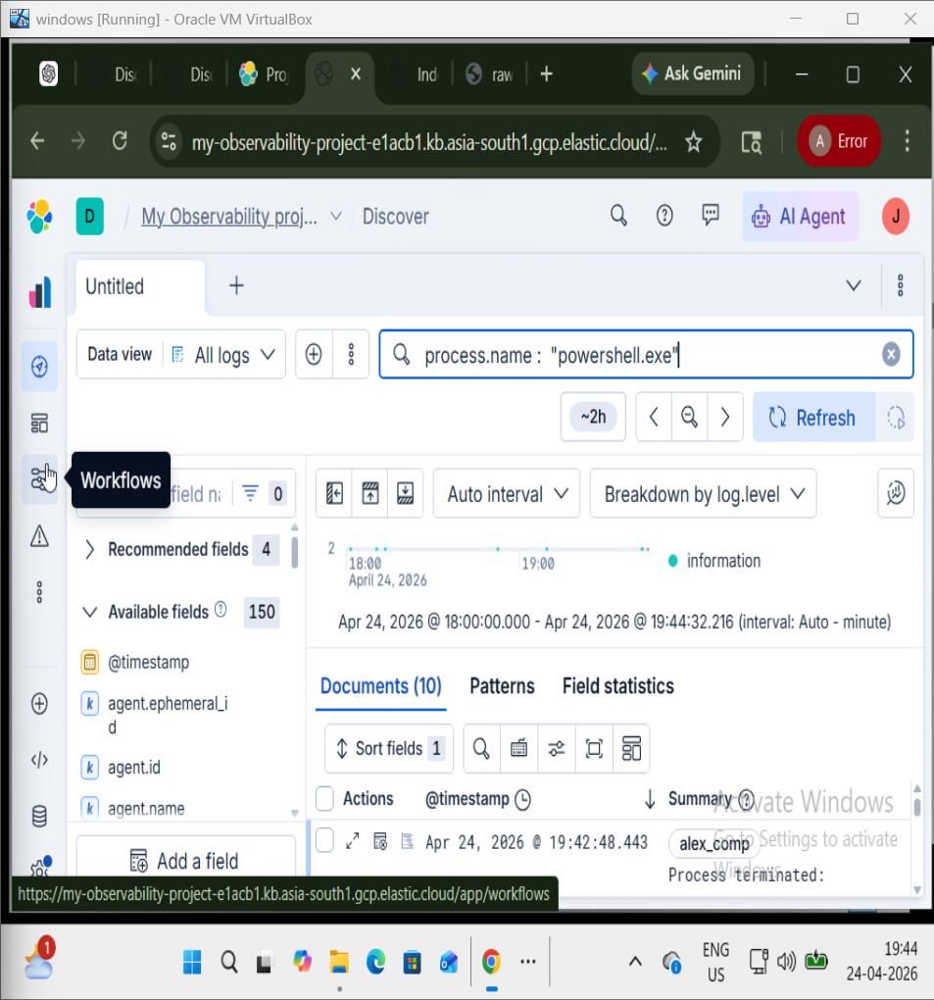 windows [Running] - Oracle VM VirtualBox
Dis
Dis
Pro
Ind
raw
Ask Gemini
my-observability-project-e1acb1.kb.asia-south1.gcp.elastic.cloud/...
A Error
D / My Observability proj... / Discover
AI Agent
J
Untitled
Data view All logs
process.name : "powershell.exe"
~2h
Refresh
Workflows
field na
0
Auto interval
Breakdown by log.level
Recommended fields 4
2
18:00
19:00
April 24, 2026
information
Available fields 150
Apr 24, 2026 @ 18:00:00.000 - Apr 24, 2026 @ 19:44:32.216 (interval: Auto - minute)
@timestamp
k agent.ephemeral_i
d
k agent.id
k agent.name
Documents (10)
Patterns
Field statistics
Sort fields 1
Actions
@timestamp
Summary
Activate Windows
Go to Settings to activate
Windows.
Apr 24, 2026 @ 19:42:48.443
alex_comp
Process terminated:
Add a field
https://my-observability-project-e1acb1.kb.asia-south1.gcp.elastic.cloud/app/workflows
1
ENG
US
19:44
24-04-2026